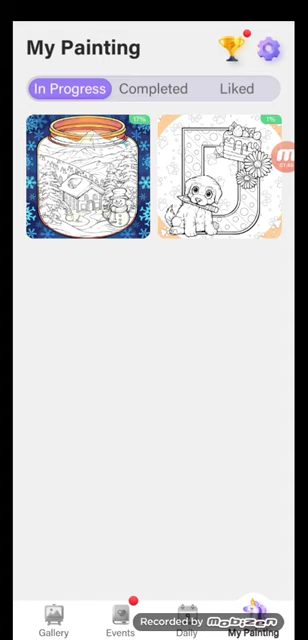 My Painting
In Progress Completed Liked
17% 1%
Gallery Events Daily My Painting
Recorded by MOBIZEN